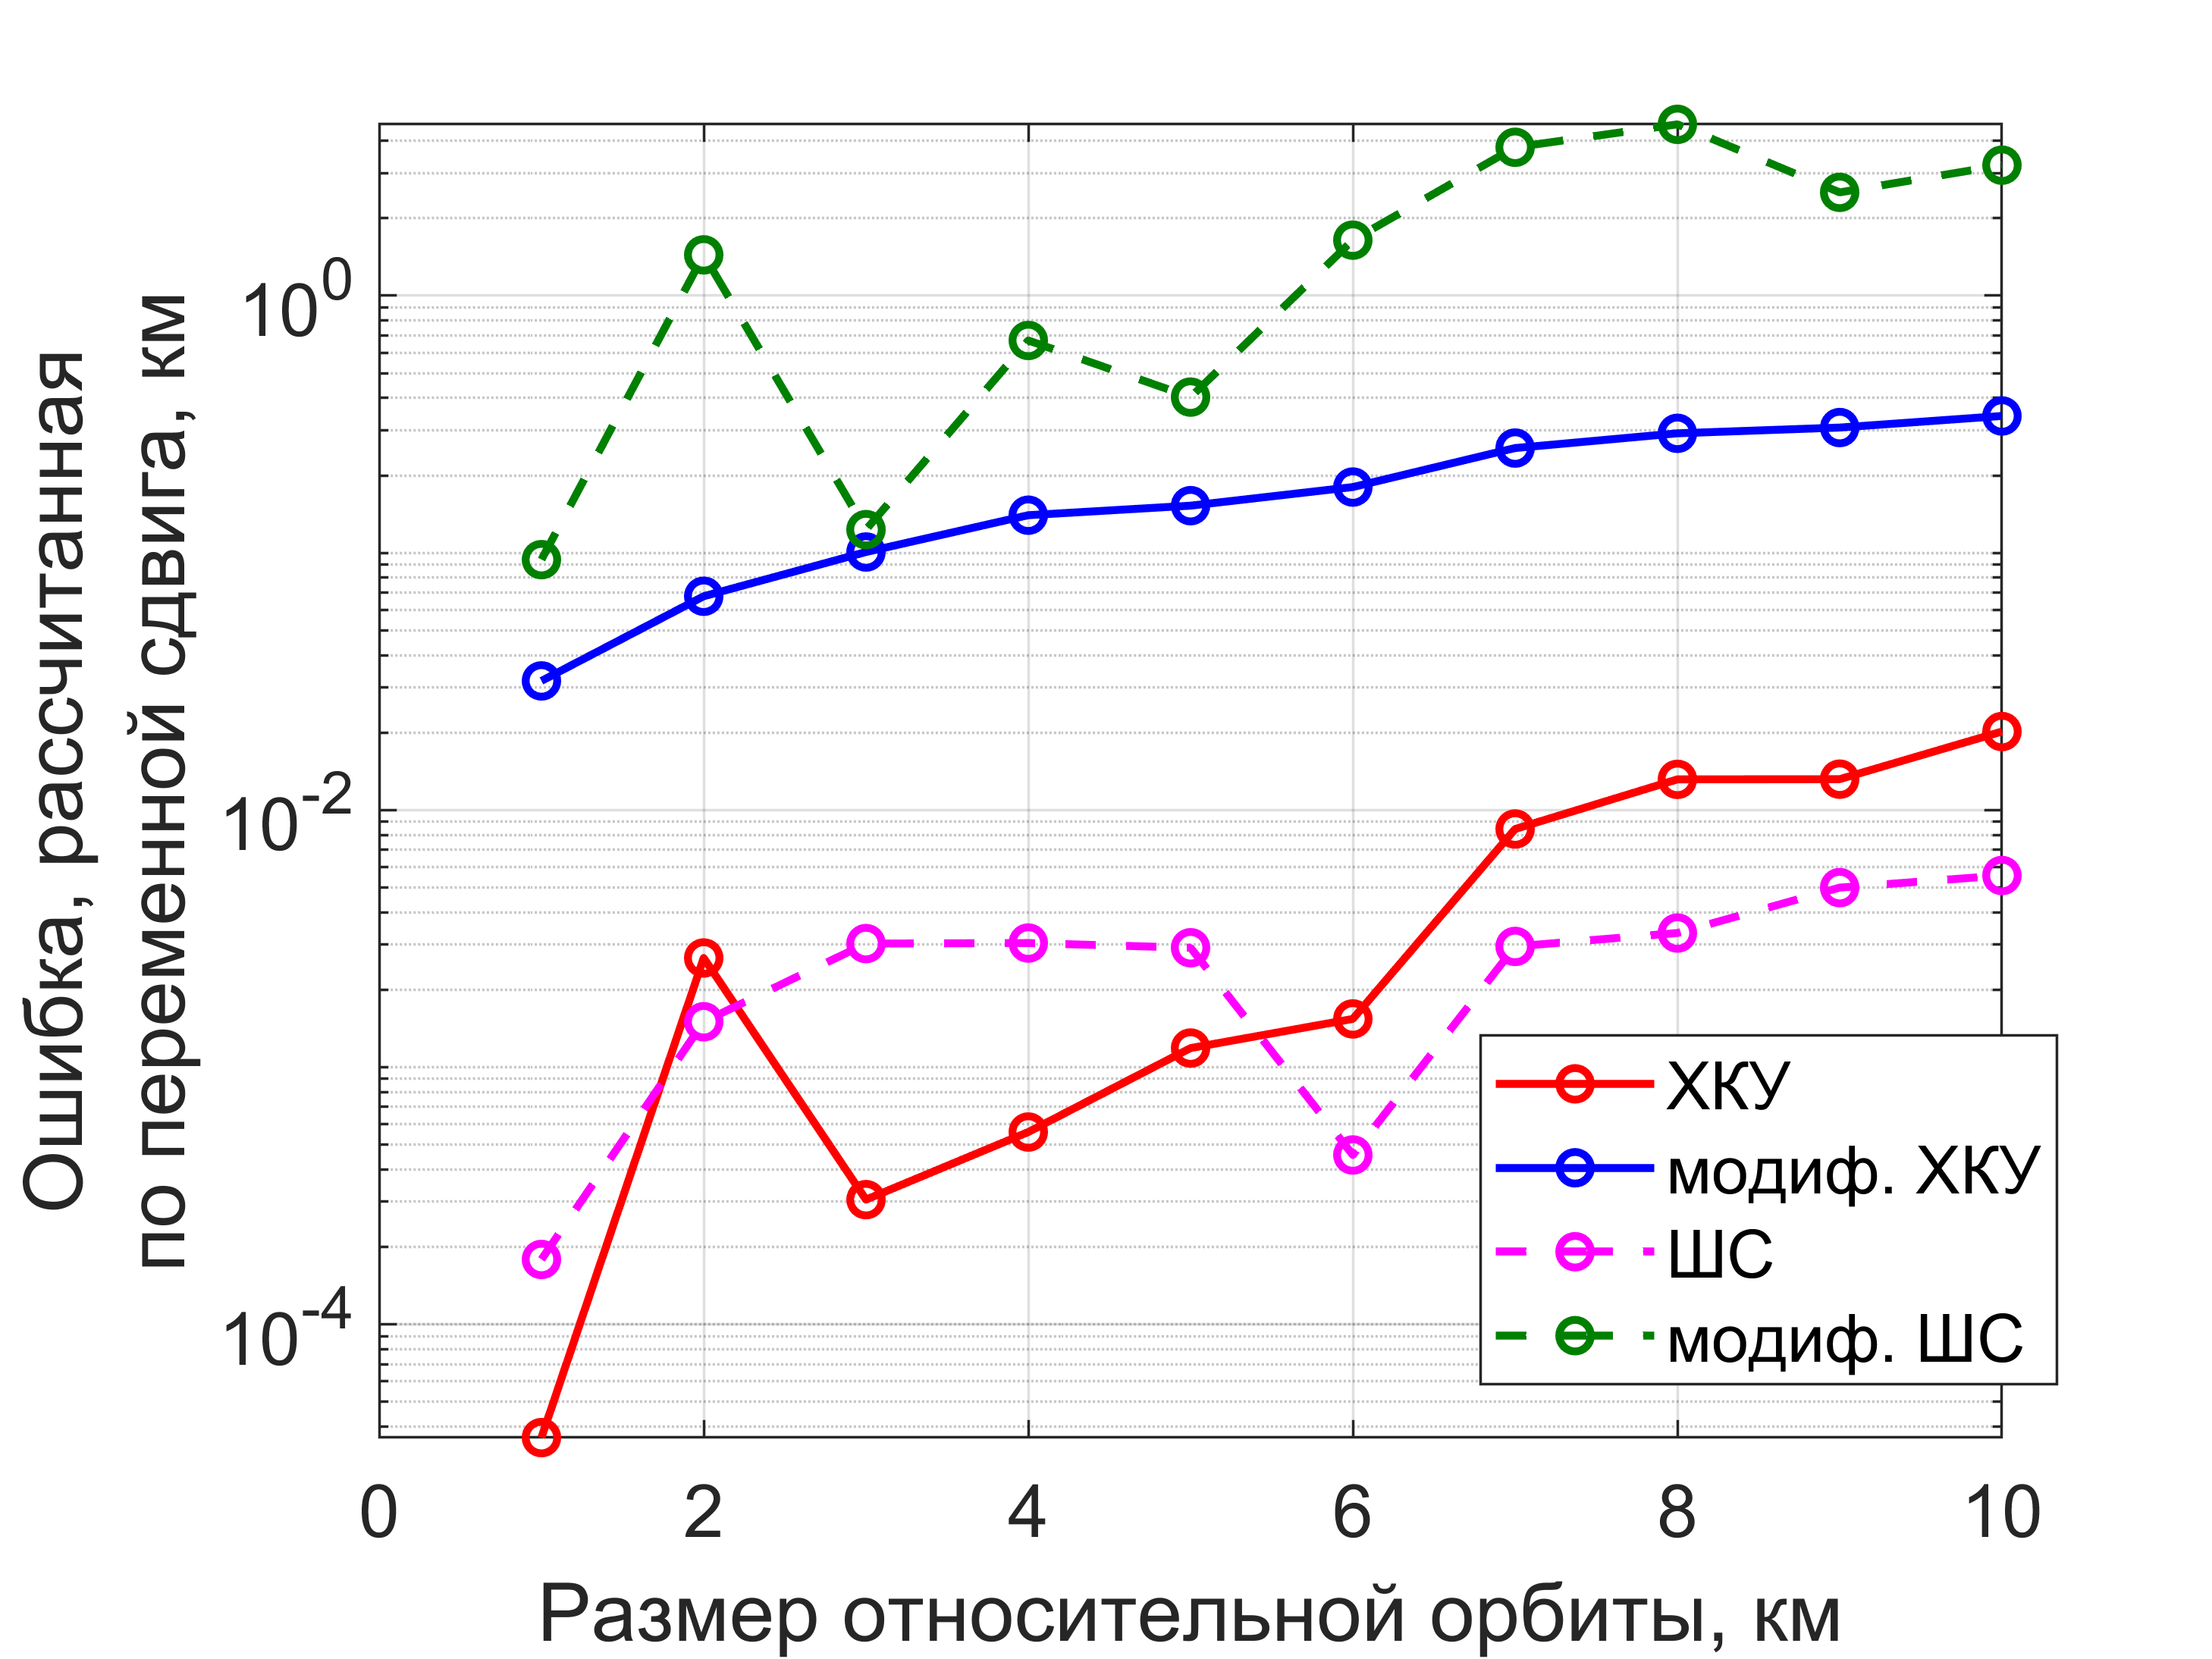 Ошибка, рассчитанная
по переменной сдвига, км
10^0
10^-2
10^-4
0 2 4 6 8 10
Размер относительной орбиты, км
ХКУ
модиф. ХКУ
ШС
модиф. ШС